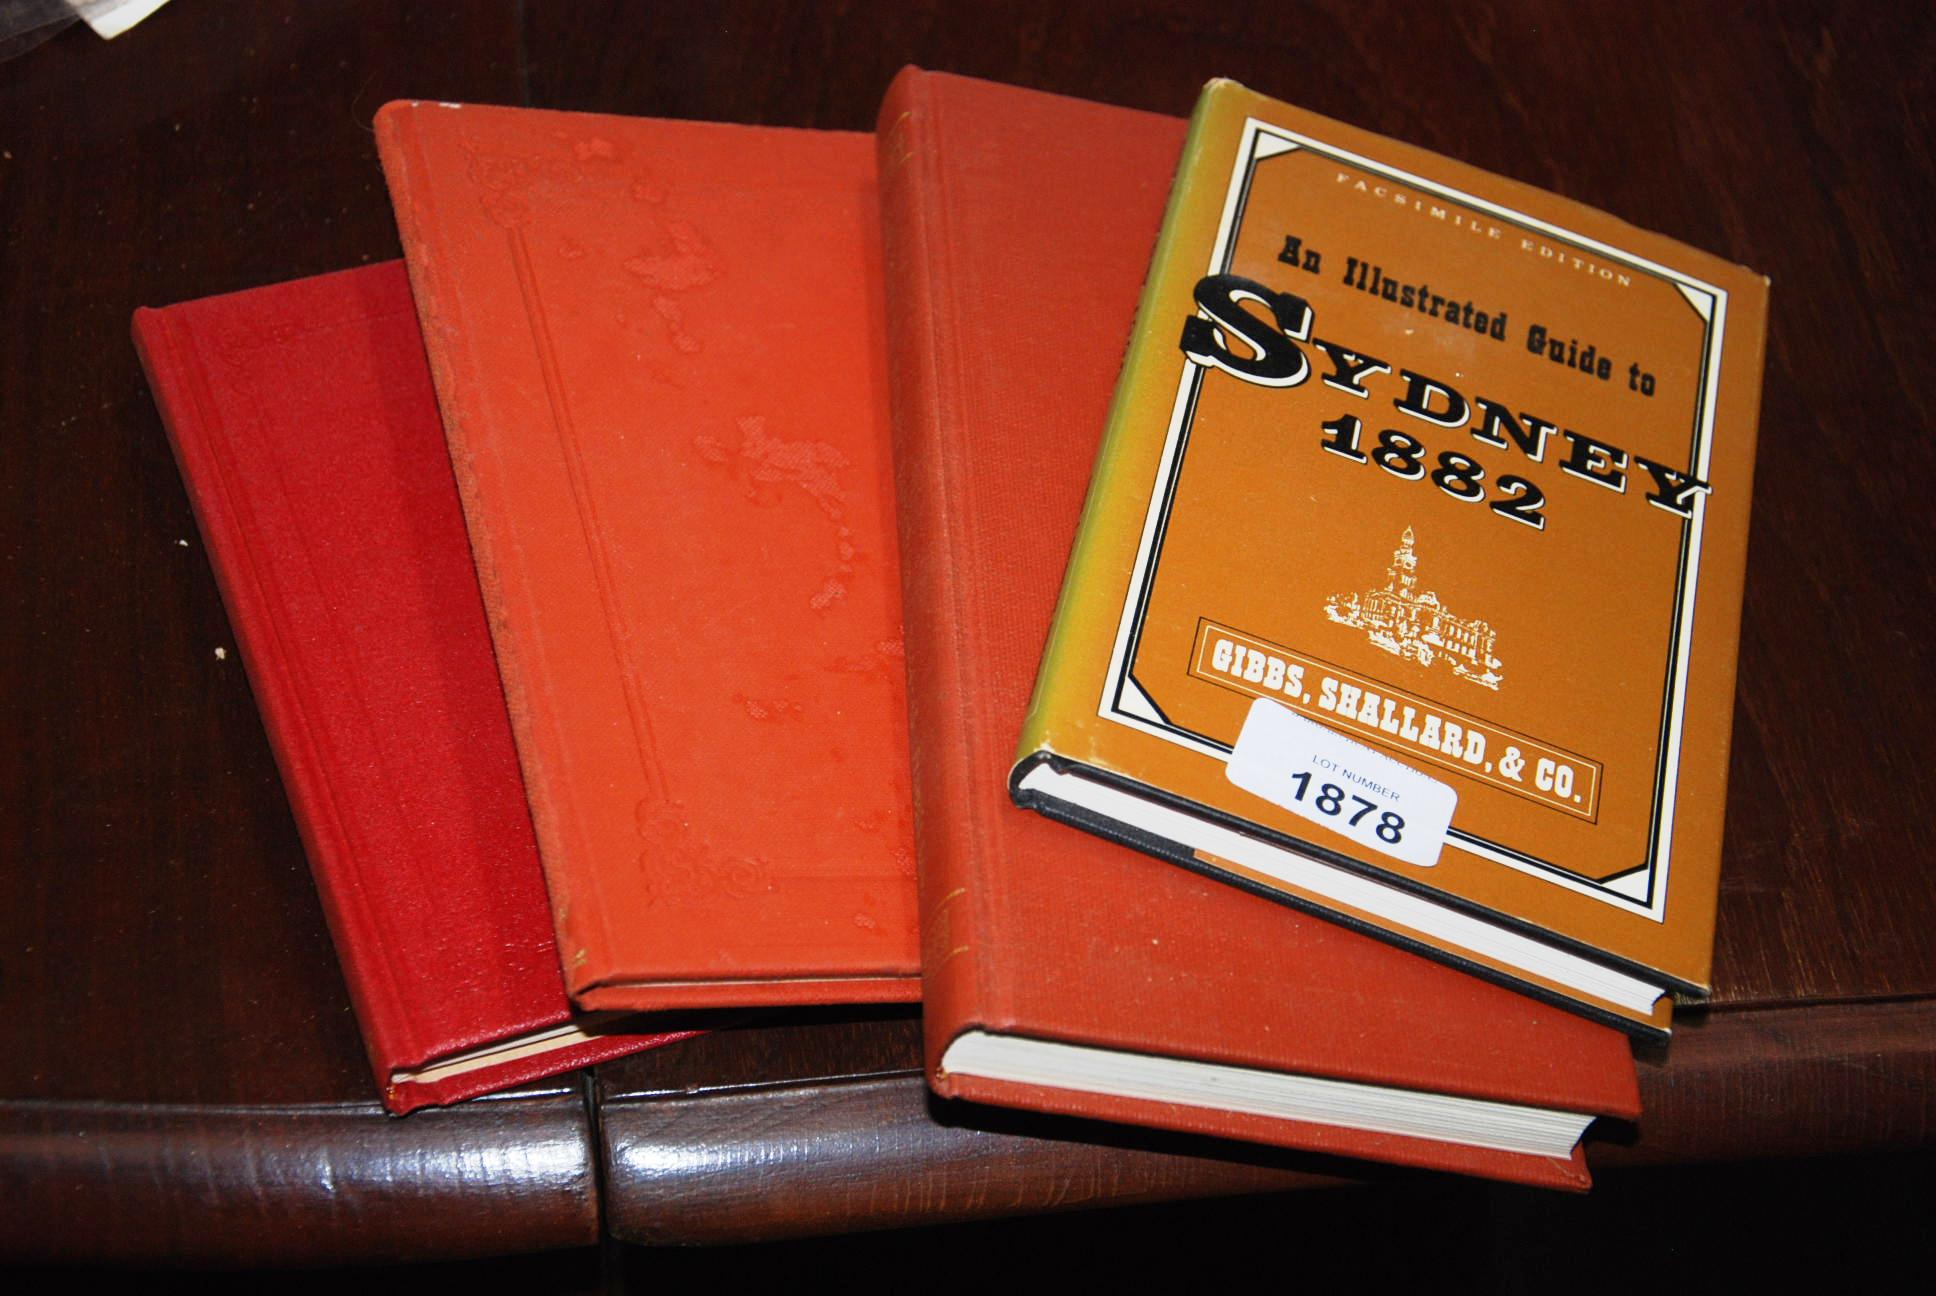 FACSIMILE EDITION
An Illustrated Guide to
SYDNEY
1882
GIBBS, SHALLARD, & CO.
LOT NUMBER
1878